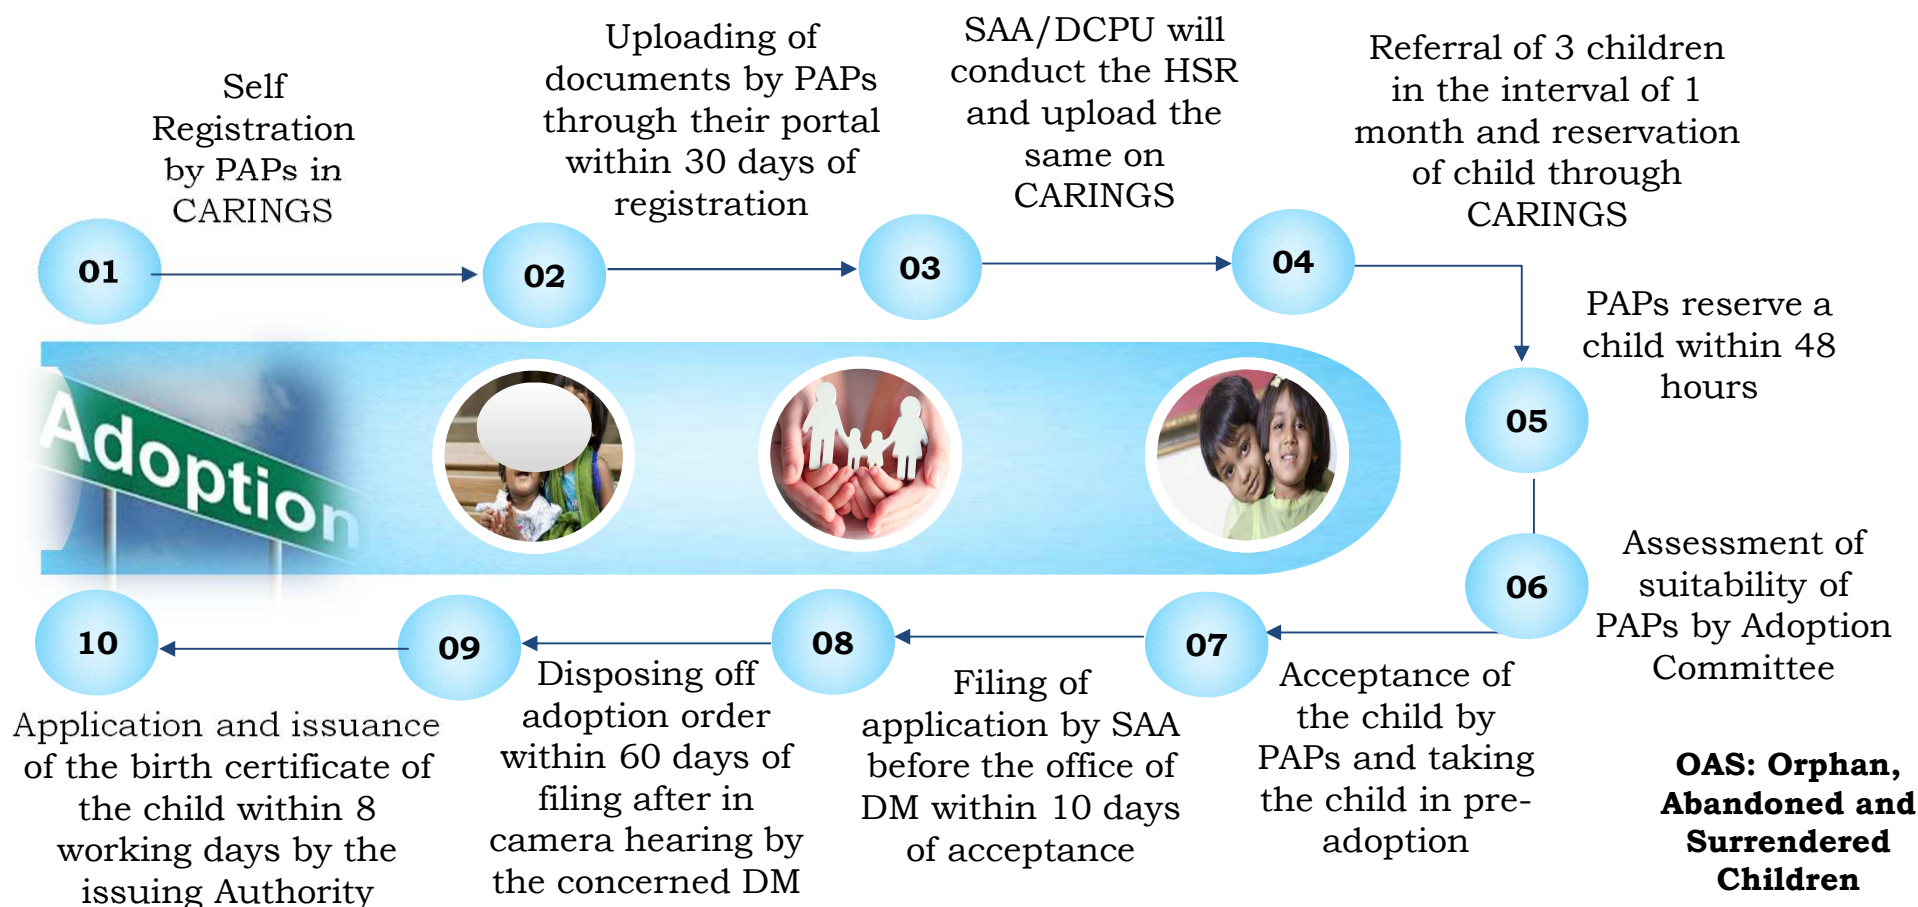 Self
Registration
by PAPs in
CARINGS
Uploading of
documents by PAPs
through their portal
within 30 days of
registration
SAA/DCPU will
conduct the HSR
and upload the
same on
CARINGS
Referral of 3 children
in the interval of 1
month and reservation
of child through
CARINGS
01
02
03
04
PAPs reserve a
child within 48
hours
05
Adoption
Assessment of
suitability of
PAPs by Adoption
Committee
06
07
08
09
10
Acceptance of
the child by
PAPs and taking
the child in pre-
adoption
Filing of
application by SAA
before the office of
DM within 10 days
of acceptance
Disposing off
adoption order
within 60 days of
filing after in
camera hearing by
the concerned DM
Application and issuance
of the birth certificate of
the child within 8
working days by the
issuing Authority
OAS: Orphan,
Abandoned and
Surrendered
Children